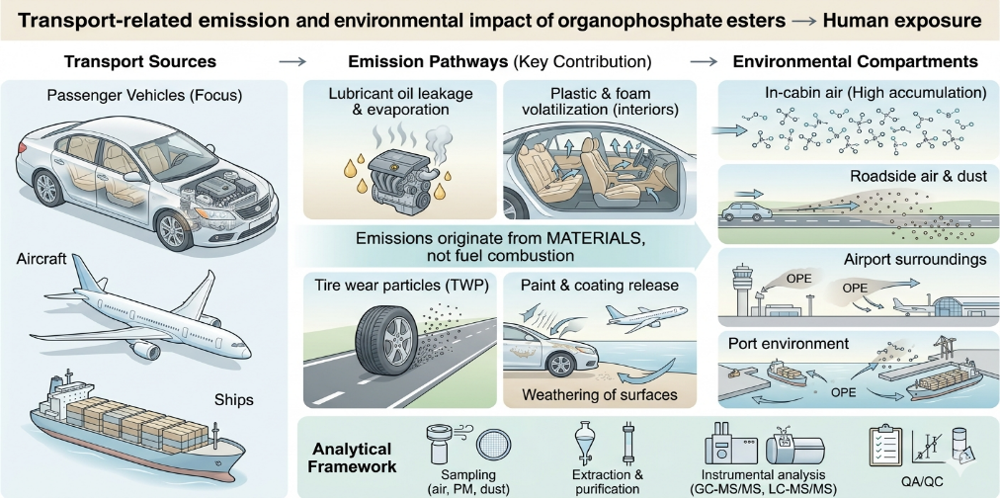 Transport-related emission and environmental impact of organophosphate esters → Human exposure
Transport Sources → Emission Pathways (Key Contribution) → Environmental Compartments
Passenger Vehicles (Focus)
Aircraft
Ships
Lubricant oil leakage
& evaporation
Plastic & foam
volatilization (interiors)
Emissions originate from MATERIALS,
not fuel combustion
Tire wear particles (TWP)
Paint & coating release
Weathering of surfaces
In-cabin air (High accumulation)
Roadside air & dust
Airport surroundings
OPE
OPE
Port environment
OPE
Analytical
Framework
Sampling
(air, PM, dust)
Extraction &
purification
Instrumental analysis
(GC-MS/MS, LC-MS/MS)
QA/QC